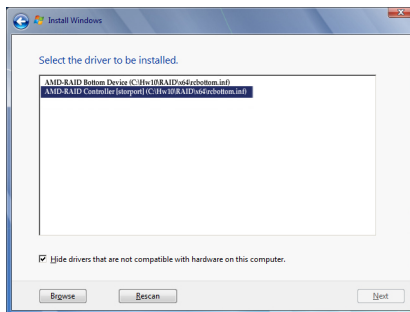 Install Windows
Select the driver to be installed.
AMD-RAID Bottom Device (C:\Hw10\RAID\x64\rcbottom.inf)
AMD-RAID Controller [storport] (C:\Hw10\RAID\x64\rcbottom.inf)
Hide drivers that are not compatible with hardware on this computer.
Browse
Rescan
Next